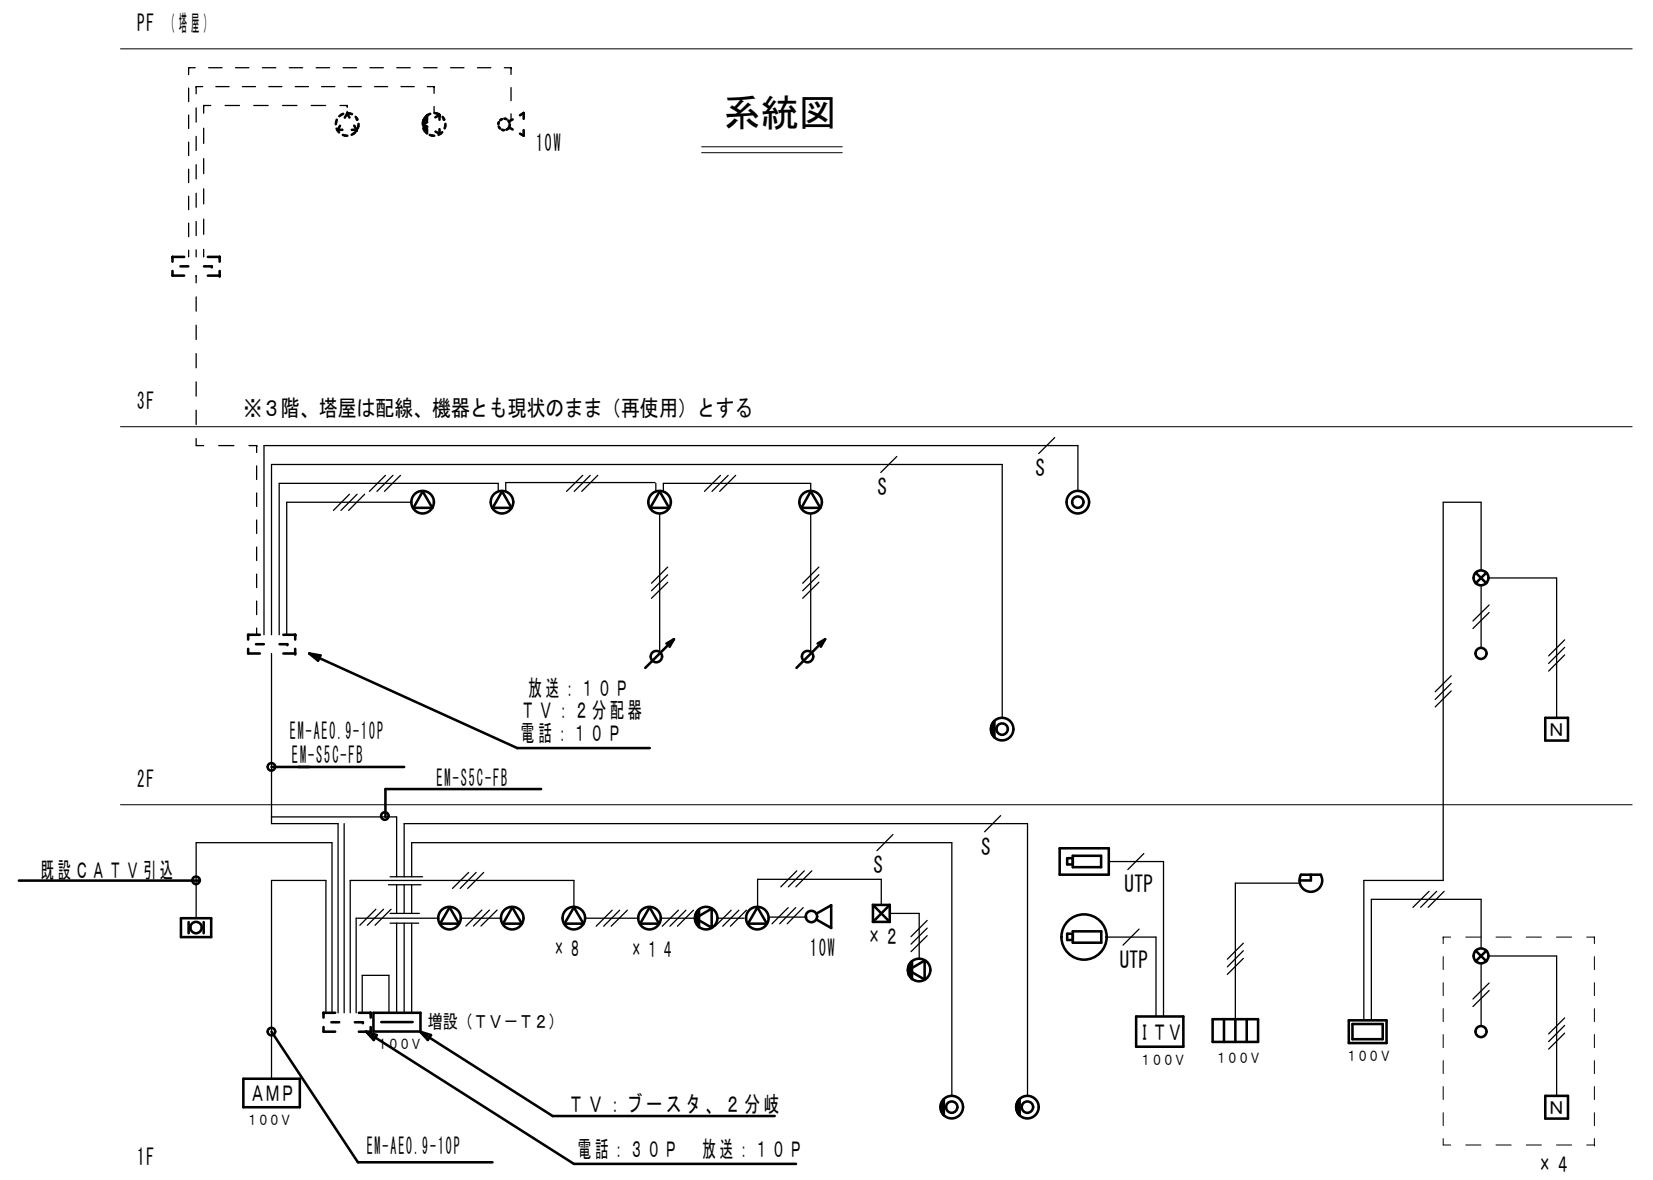 PF (塔屋)
系統図
10W
3F
※3階、塔屋は配線、機器とも現状のまま(再使用)とする
S
S
放送:10P
TV:2分配器
電話:10P
EM-AE0.9-10P
EM-S5C-FB
N
2F
EM-S5C-FB
既設CATV引込
S
S
UTP
×8
×14
10W
×2
UTP
増設(TV-T2)
100V
ITV
100V
100V
100V
AMP
100V
TV:ブースタ、2分岐
N
EM-AE0.9-10P
電話:30P 放送:10P
1F
×4